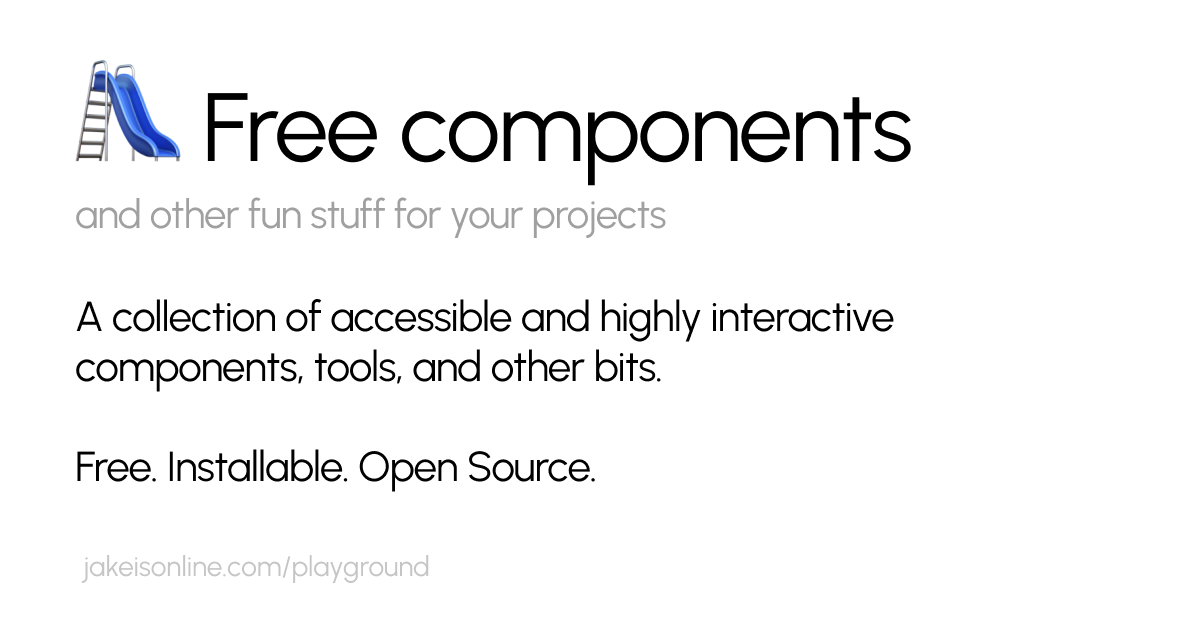 Free components
and other fun stuff for your projects
A collection of accessible and highly interactive
components, tools, and other bits.
Free. Installable. Open Source.
jakeisonline.com/playground